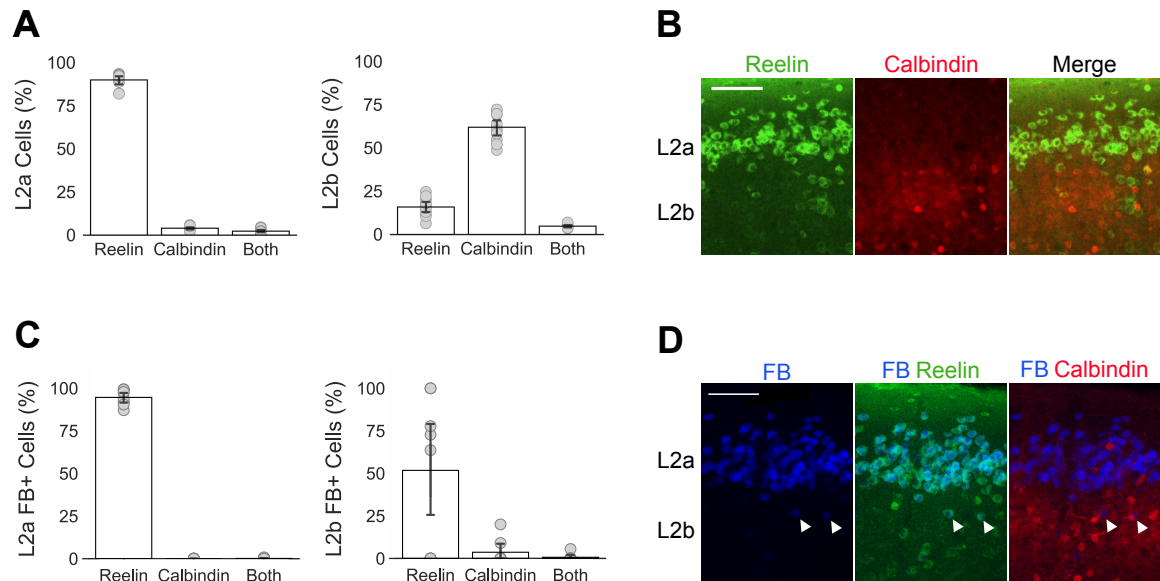 A
L2a Cells (%)
100
75
50
25
0
Reelin Calbindin Both
L2b Cells (%)
100
75
50
25
0
Reelin Calbindin Both
B
Reelin Calbindin Merge
L2a
L2b
C
L2a FB+ Cells (%)
100
75
50
25
0
Reelin Calbindin Both
L2b FB+ Cells (%)
100
75
50
25
0
Reelin Calbindin Both
D
FB FB Reelin FB Calbindin
L2a
L2b